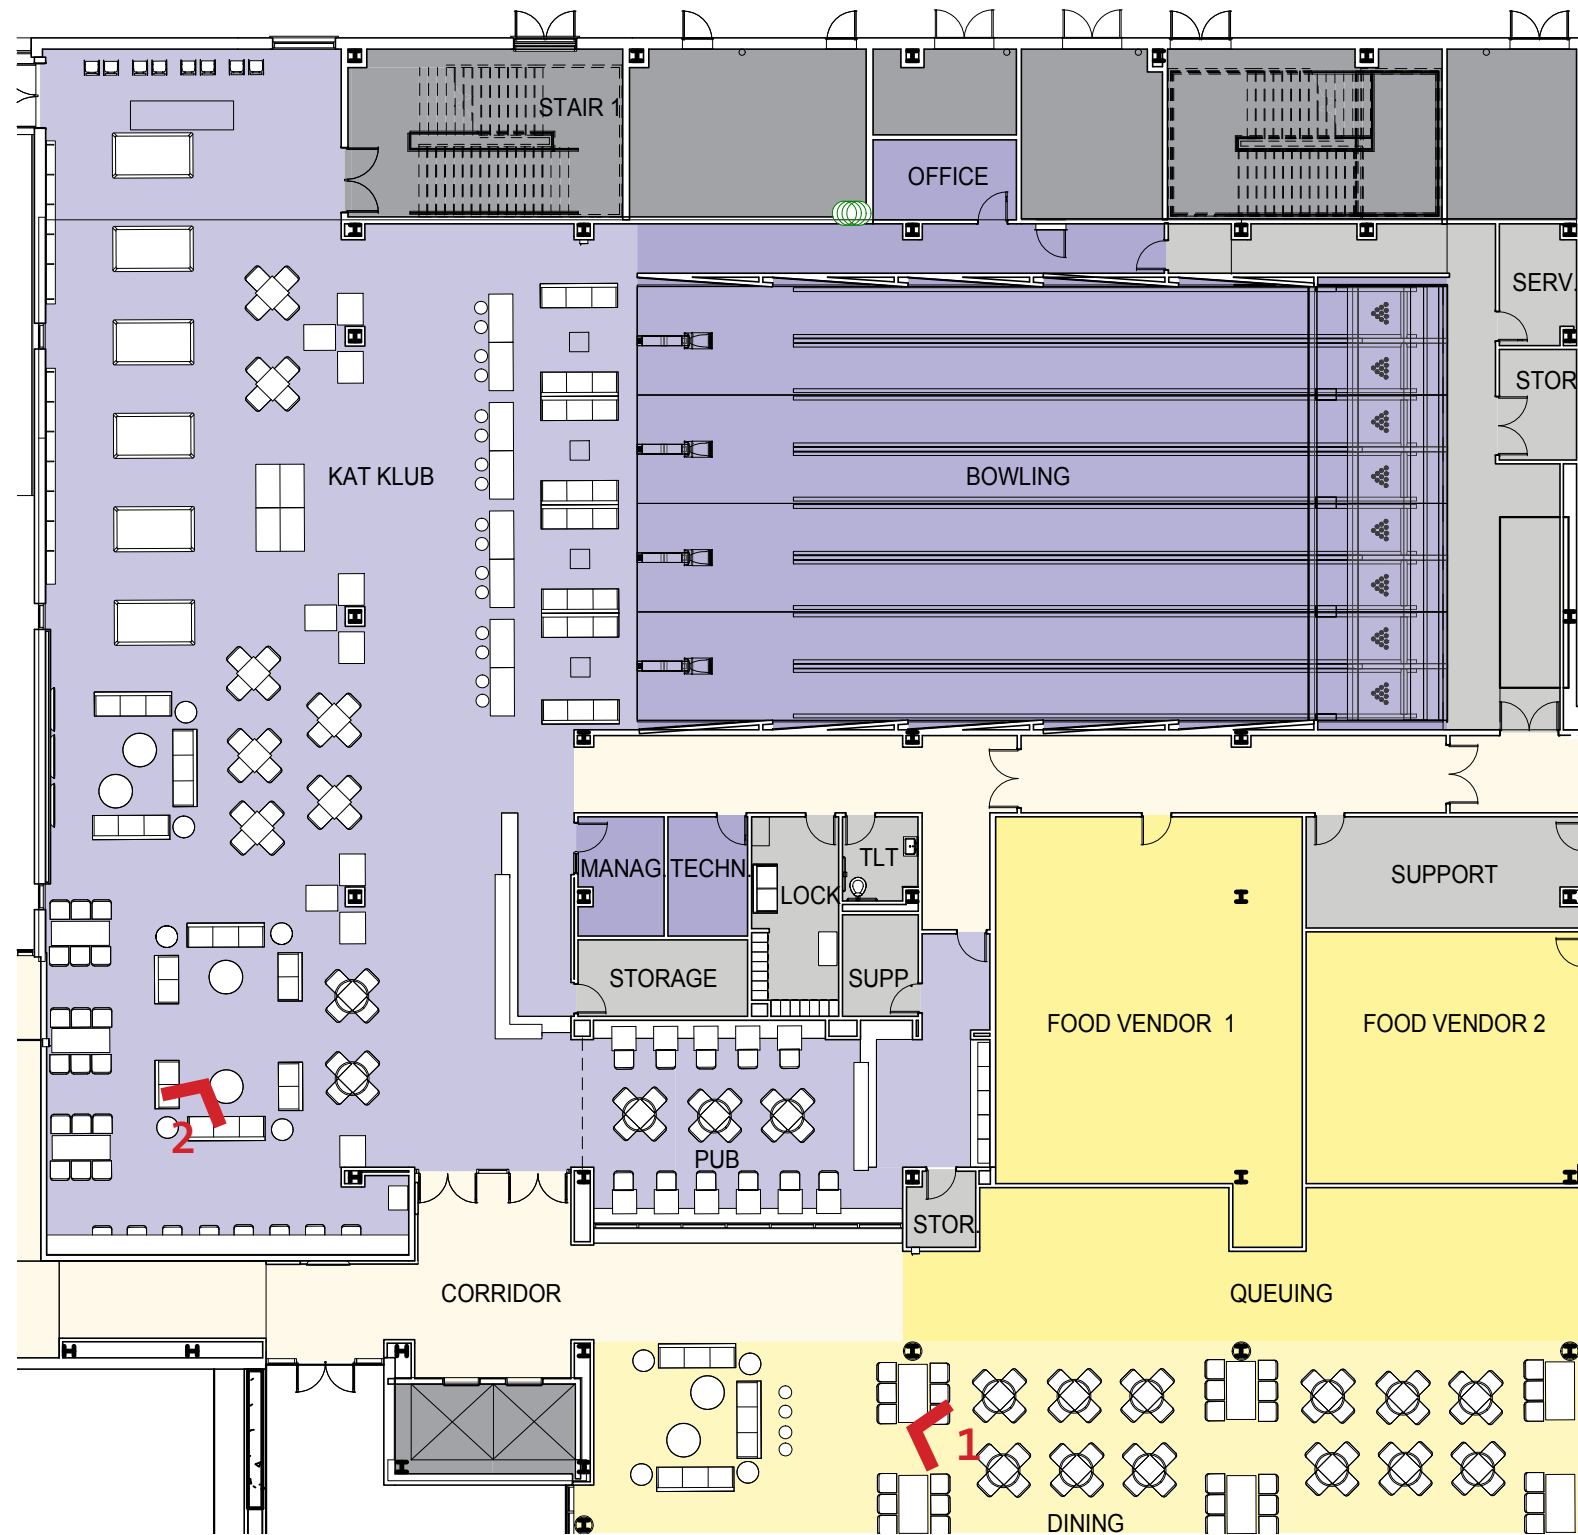 STAIR 1
OFFICE
SERV.
STOR
KAT KLUB
BOWLING
MANAG.
TECHN.
LOCK
TLT
SUPPORT
STORAGE
SUPP.
FOOD VENDOR 1
FOOD VENDOR 2
2
PUB
STOR.
CORRIDOR
QUEUING
1
DINING